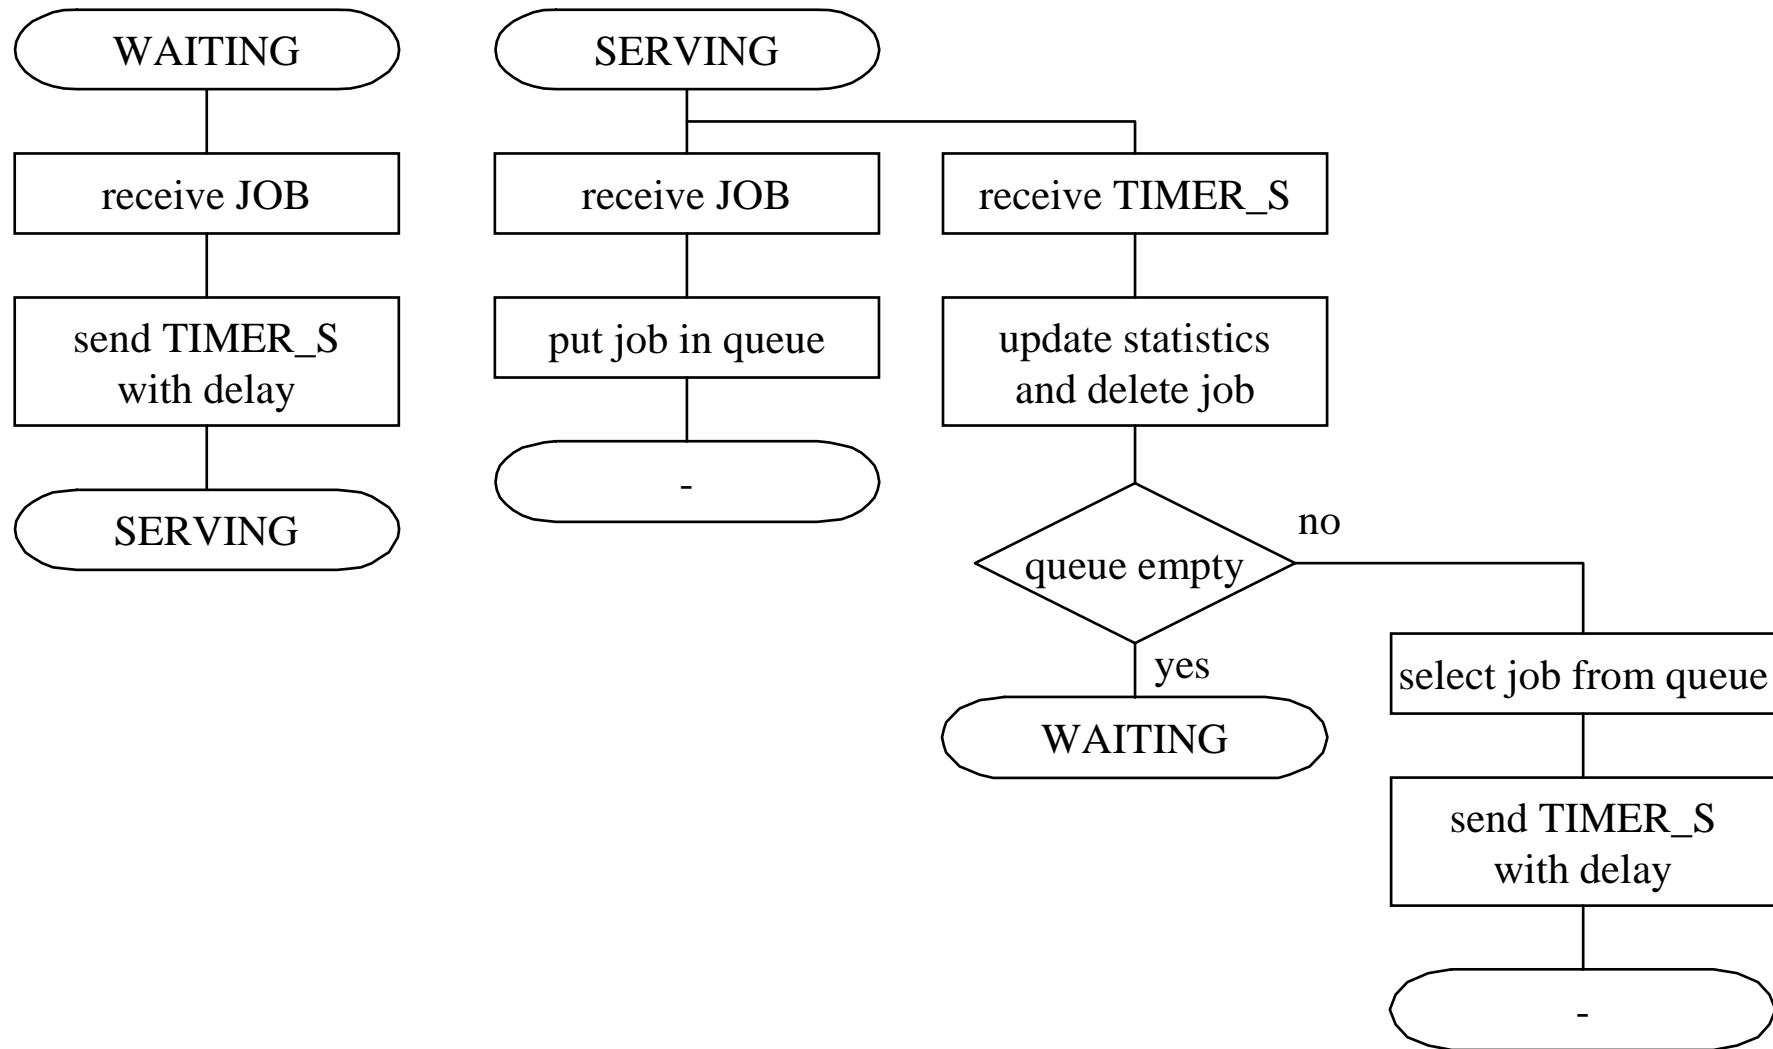 WAITING
receive JOB
send TIMER_S
with delay
SERVING
SERVING
receive JOB
put job in queue
-
receive TIMER_S
update statistics
and delete job
queue empty
yes
WAITING
no
select job from queue
send TIMER_S
with delay
-